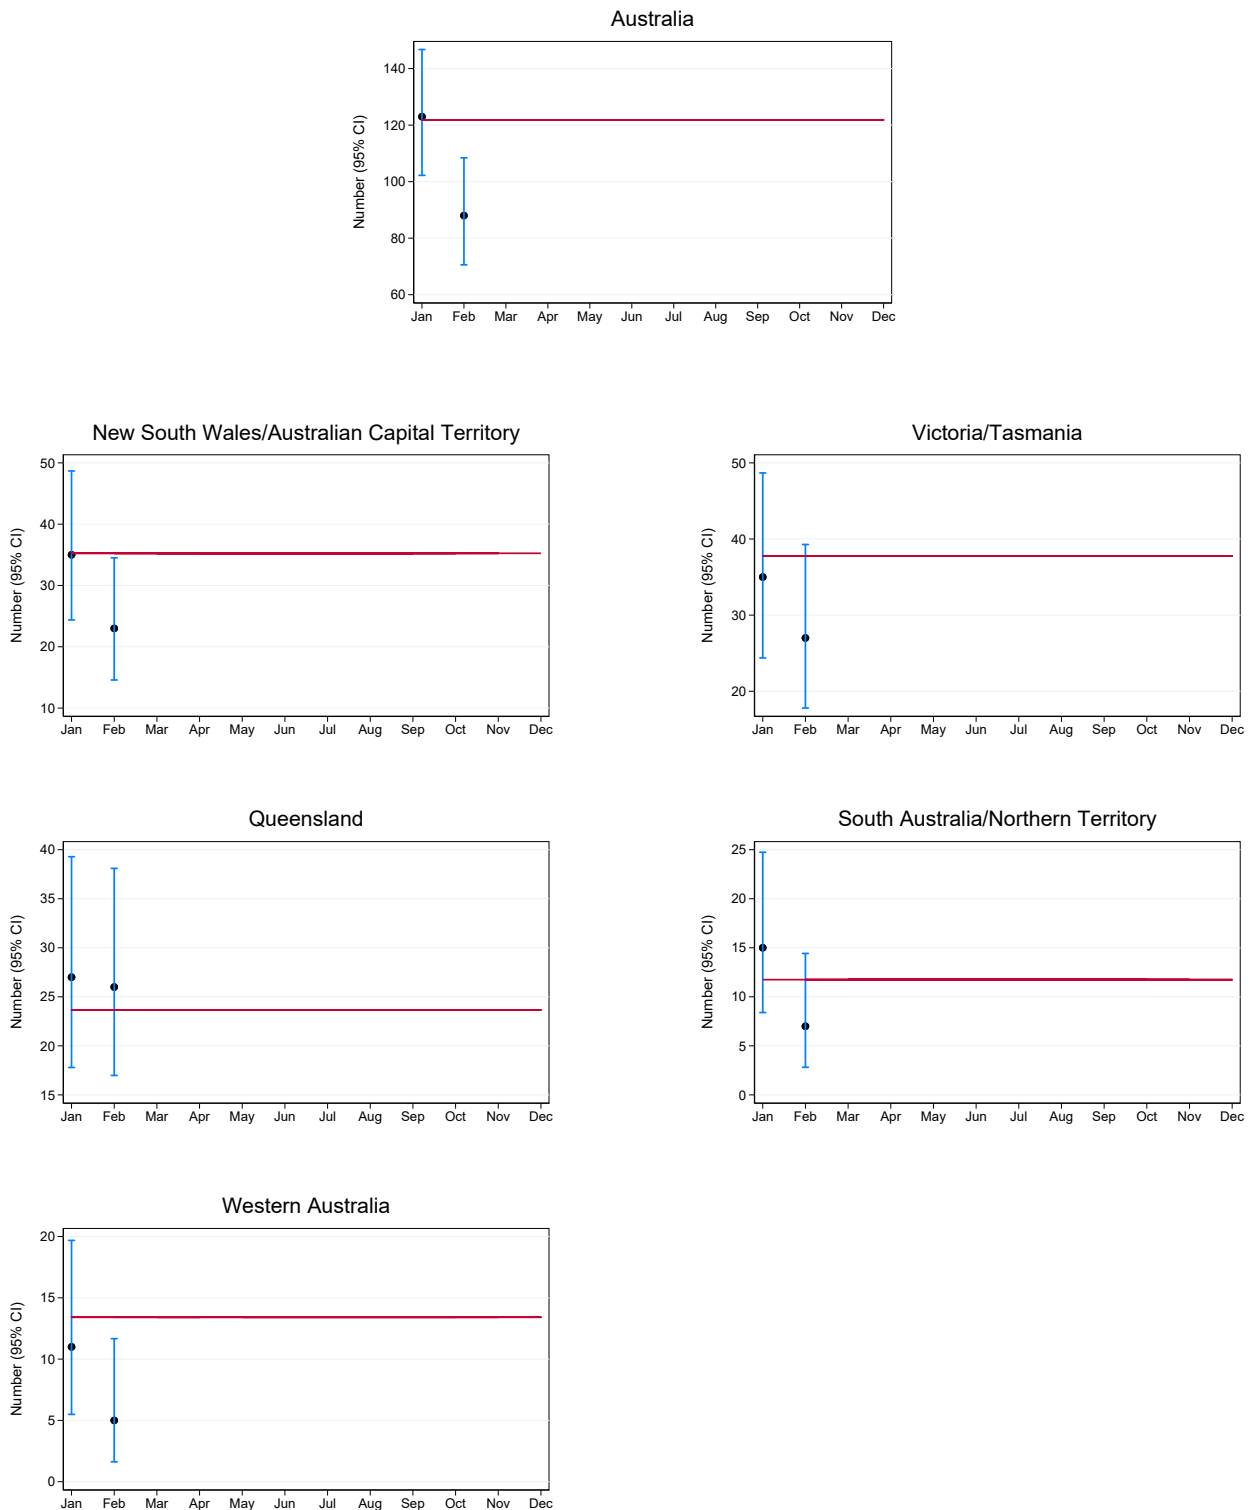 Australia
Number (95% CI)
140
120
100
80
60
Jan Feb Mar Apr May Jun Jul Aug Sep Oct Nov Dec
New South Wales/Australian Capital Territory
Number (95% CI)
50
40
30
20
10
Jan Feb Mar Apr May Jun Jul Aug Sep Oct Nov Dec
Victoria/Tasmania
Number (95% CI)
50
40
30
20
Jan Feb Mar Apr May Jun Jul Aug Sep Oct Nov Dec
Queensland
Number (95% CI)
40
35
30
25
20
15
Jan Feb Mar Apr May Jun Jul Aug Sep Oct Nov Dec
South Australia/Northern Territory
Number (95% CI)
25
20
15
10
5
0
Jan Feb Mar Apr May Jun Jul Aug Sep Oct Nov Dec
Western Australia
Number (95% CI)
20
15
10
5
0
Jan Feb Mar Apr May Jun Jul Aug Sep Oct Nov Dec